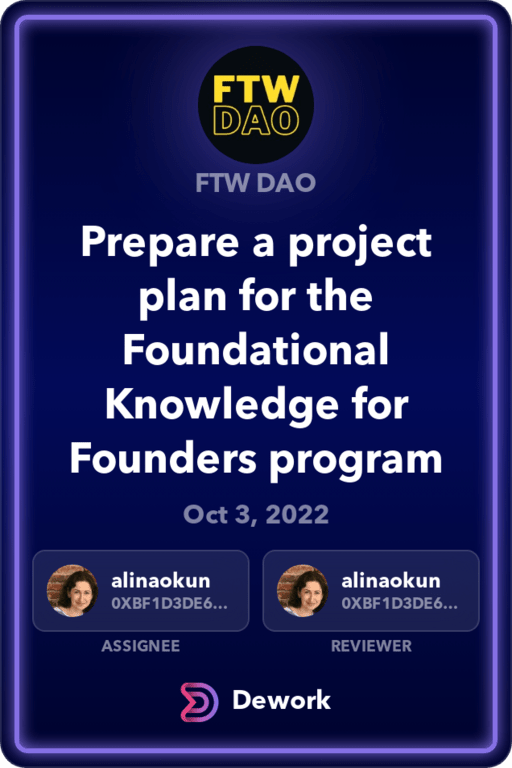 FTW
DAO
FTW DAO
Prepare a project
plan for the
Foundational
Knowledge for
Founders program
Oct 3, 2022
alinaokun
0XBF1D3DE6...
ASSIGNEE
alinaokun
0XBF1D3DE6...
REVIEWER
Dework